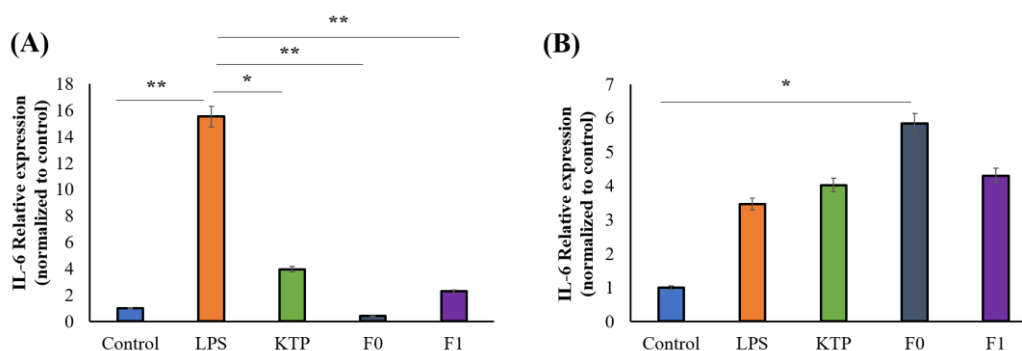 (A)
**
**
**
*
IL-6 Relative expression
(normalized to control)
18
16
14
12
10
8
6
4
2
0
Control LPS KTP F0 F1
(B)
*
IL-6 Relative expression
(normalized to control)
7
6
5
4
3
2
1
0
Control LPS KTP F0 F1